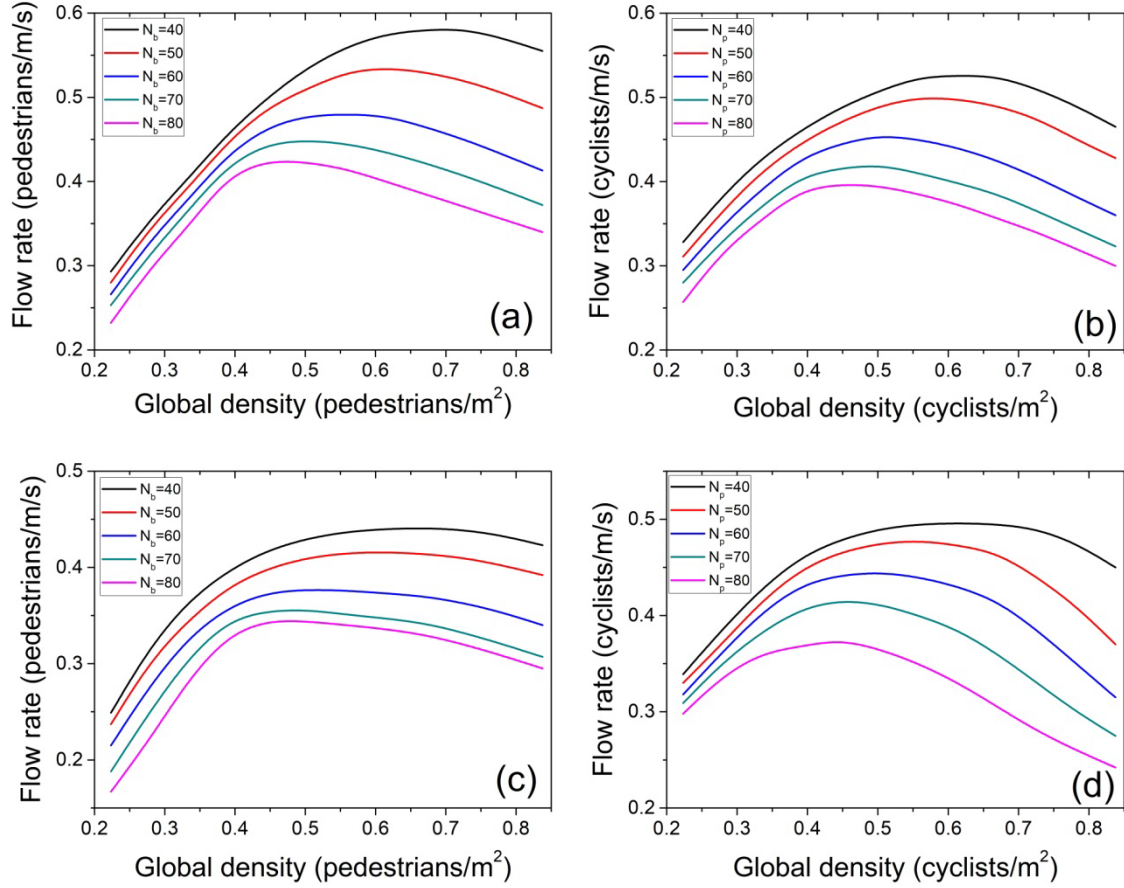 0.6
0.5
0.4
0.3
0.2
0.2 0.3 0.4 0.5 0.6 0.7 0.8
Flow rate (pedestrians/m/s)
Global density (pedestrians/m²)
N_b=40
N_b=50
N_b=60
N_b=70
N_b=80
(a)
0.6
0.5
0.4
0.3
0.2
0.2 0.3 0.4 0.5 0.6 0.7 0.8
Flow rate (cyclists/m/s)
Global density (cyclists/m²)
N_p=40
N_p=50
N_p=60
N_p=70
N_p=80
(b)
0.5
0.4
0.3
0.2
0.2 0.3 0.4 0.5 0.6 0.7 0.8
Flow rate (pedestrians/m/s)
Global density (pedestrians/m²)
N_b=40
N_b=50
N_b=60
N_b=70
N_b=80
(c)
0.5
0.4
0.3
0.2
0.2 0.3 0.4 0.5 0.6 0.7 0.8
Flow rate (cyclists/m/s)
Global density (cyclists/m²)
N_p=40
N_p=50
N_p=60
N_p=70
N_p=80
(d)